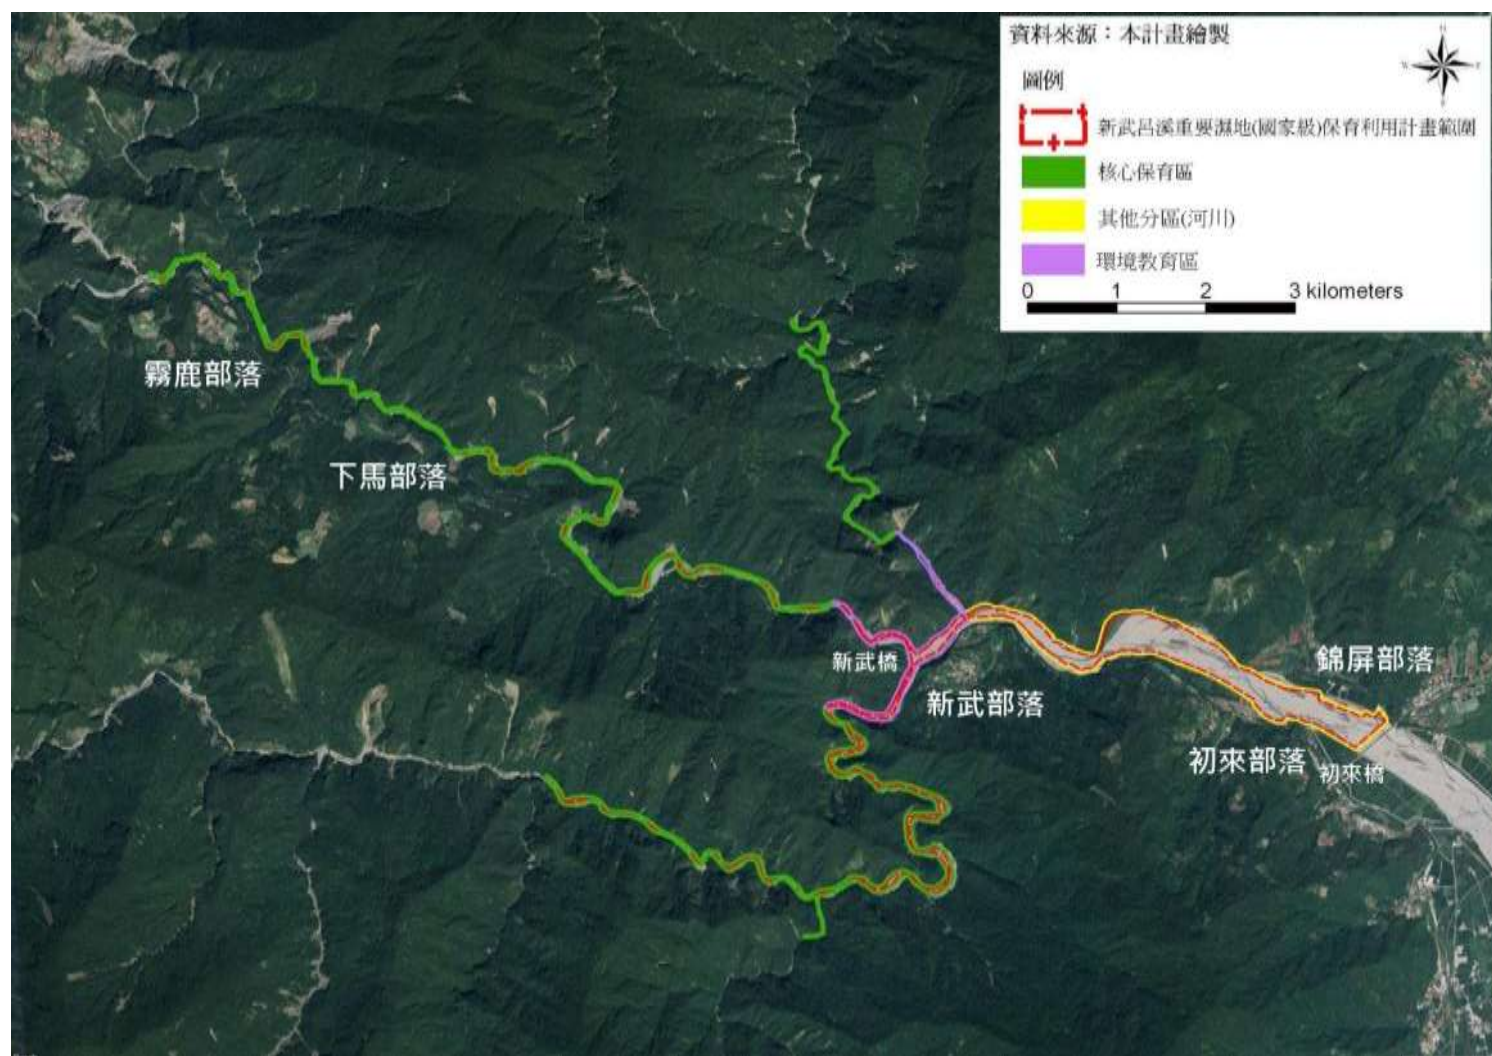 資料來源：本計畫繪製
圖例
新武呂溪重要濕地(國家級)保育利用計畫範圍
核心保育區
其他分區(河川)
環境教育區
0 1 2 3 kilometers
N
W E
S
霧鹿部落
下馬部落
新武橋
新武部落
錦屏部落
初來部落
初來橋